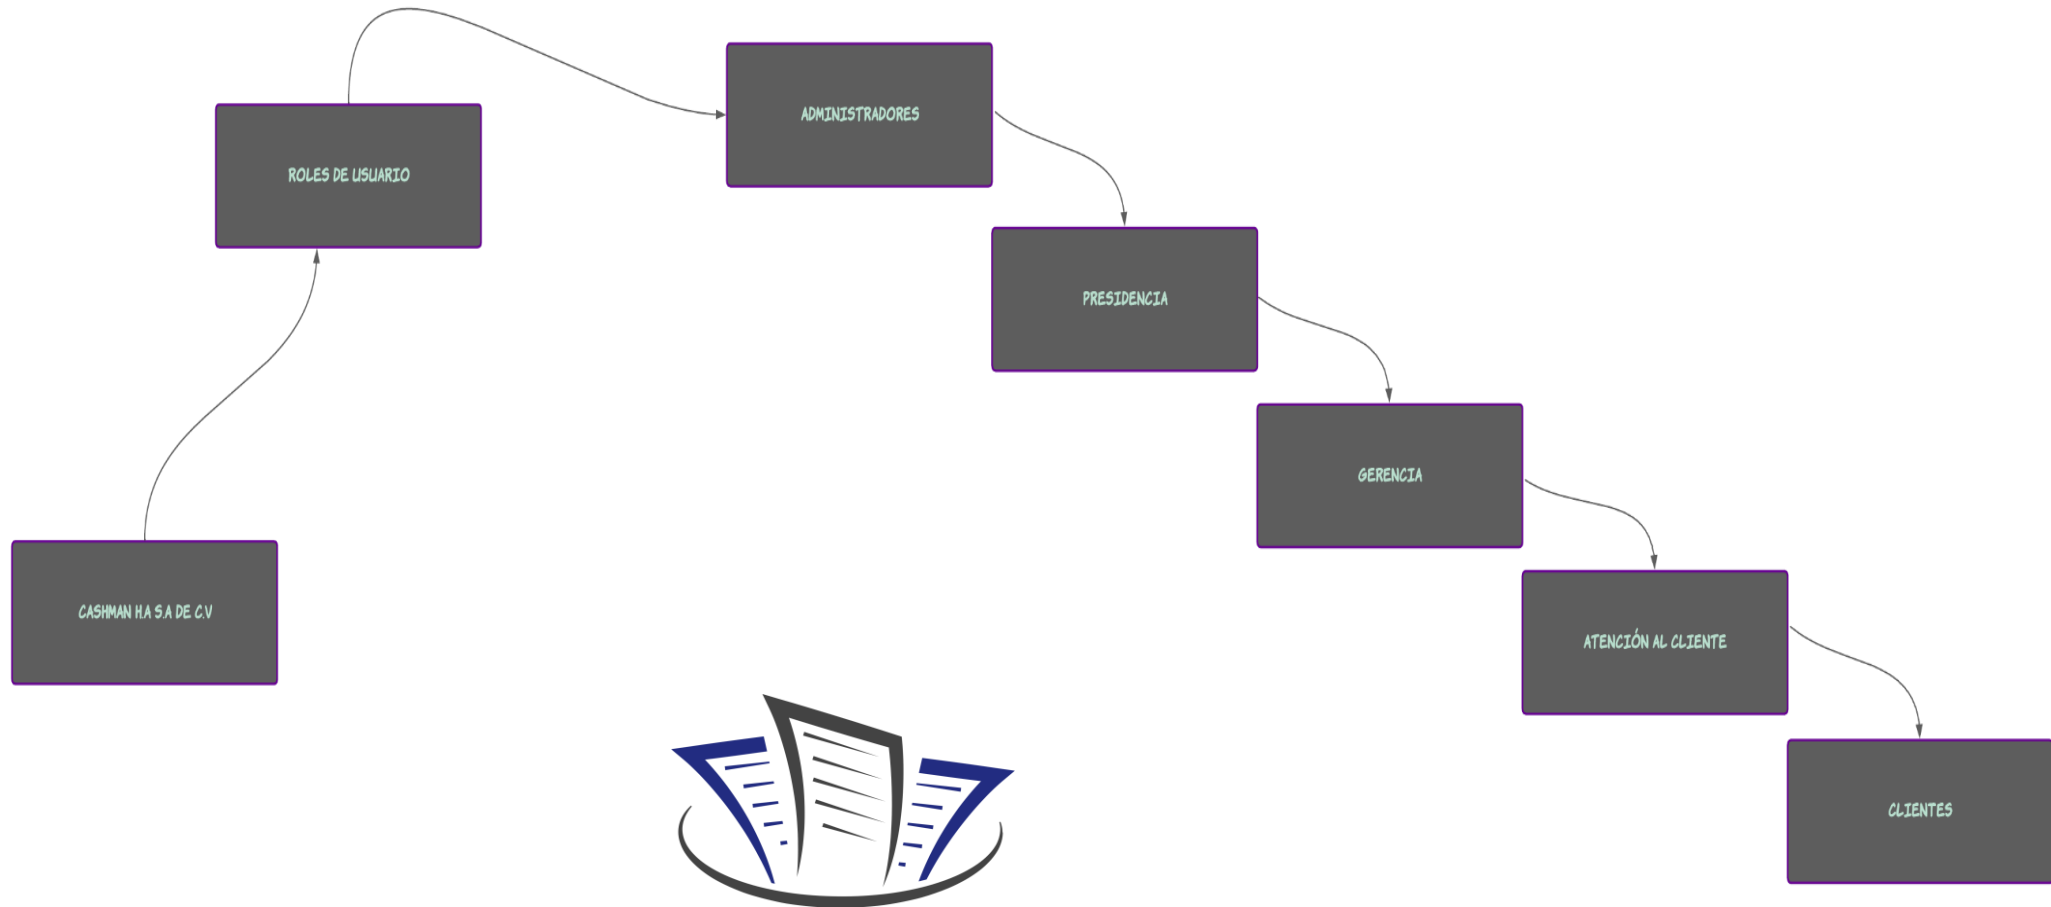 ADMINISTRADORES
ROLES DE USUARIO
PRESIDENCIA
GERENCIA
CASHMAN H.A S.A DE C.V
ATENCIÓN AL CLIENTE
CLIENTES